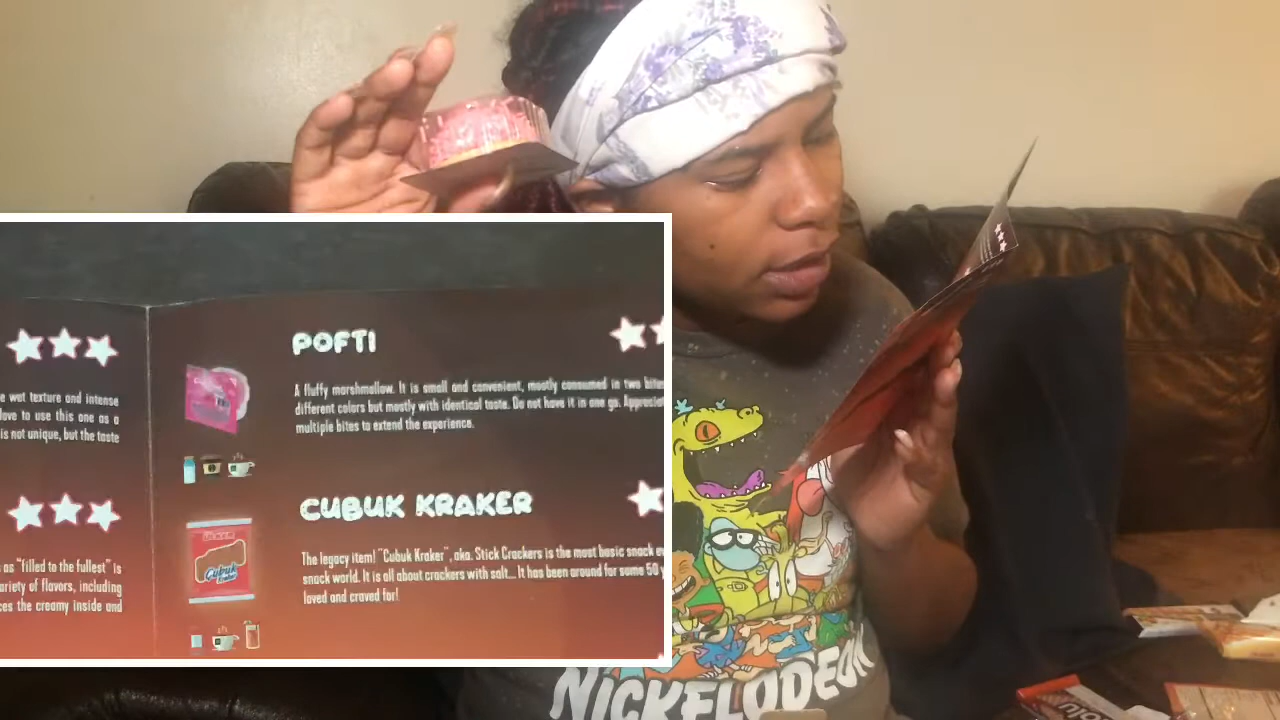 e wet texture and intense
love to use this one as a
is not unique, but the taste
as "filled to the fullest" is
ariety of flavors, including
ces the creamy inside and
POFTI
A fluffy marshmallow. It is small and convenient, mostly consumed in two bites
different colors but mostly with identical taste. Do not have it in one go. Appreciat
multiple bites to extend the experience.
CUBUK KRAKER
The legacy item! "Cubuk Kraker", aka. Stick Crackers is the most basic snack ev
snack world. It is all about crackers with salt... It has been around for some 50 y
loved and craved for!
Cubuk
NICKELODEON